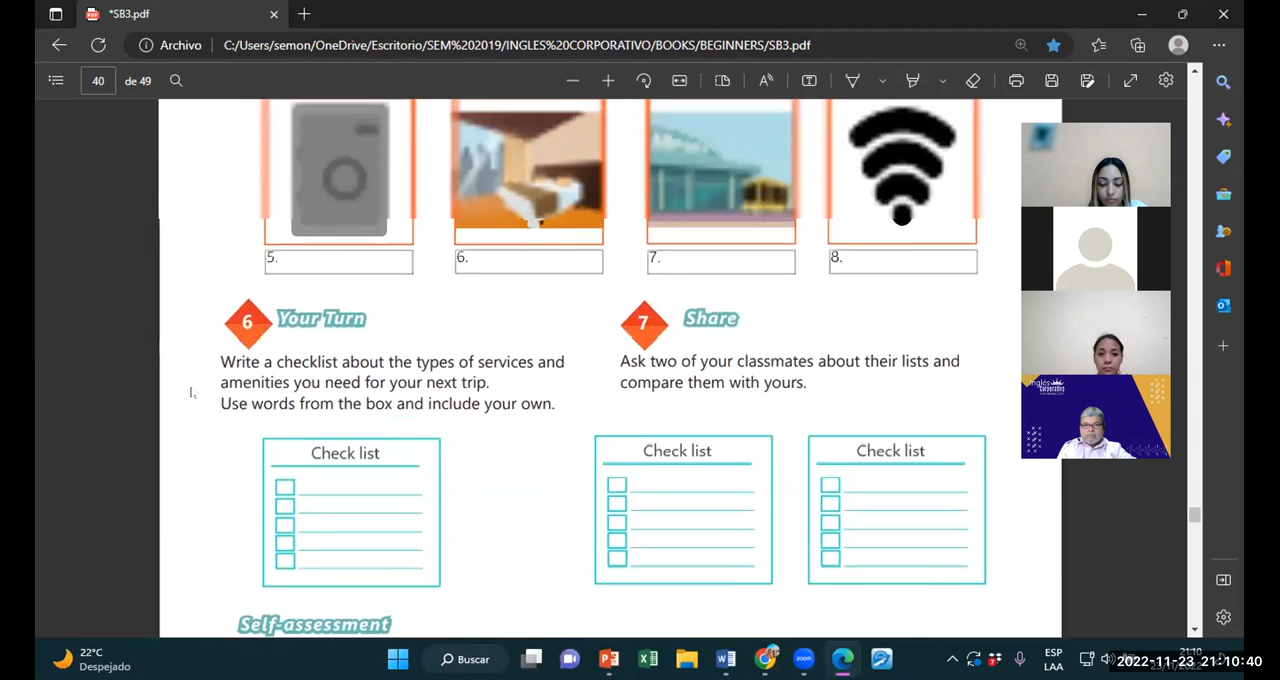 *SB3.pdf
Archivo
C:/Users/semon/OneDrive/Escritorio/SEM%202019/INGLES%20CORPORATIVO/BOOKS/BEGINNERS/SB3.pdf
40
de 49
5.
6.
7.
8.
6
Your Turn
7
Share
Write a checklist about the types of services and
amenities you need for your next trip.
Use words from the box and include your own.
Ask two of your classmates about their lists and
compare them with yours.
Check list
Check list
Check list
Self-assessment
Inglés
Corporativo
22°C
Despejado
Buscar
ESP
LAA
21:10
2022-11-23 21:10:40